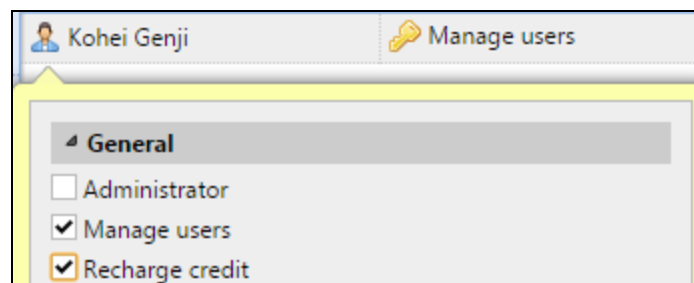 Kohei Genji Manage users
General
Administrator
Manage users
Recharge credit